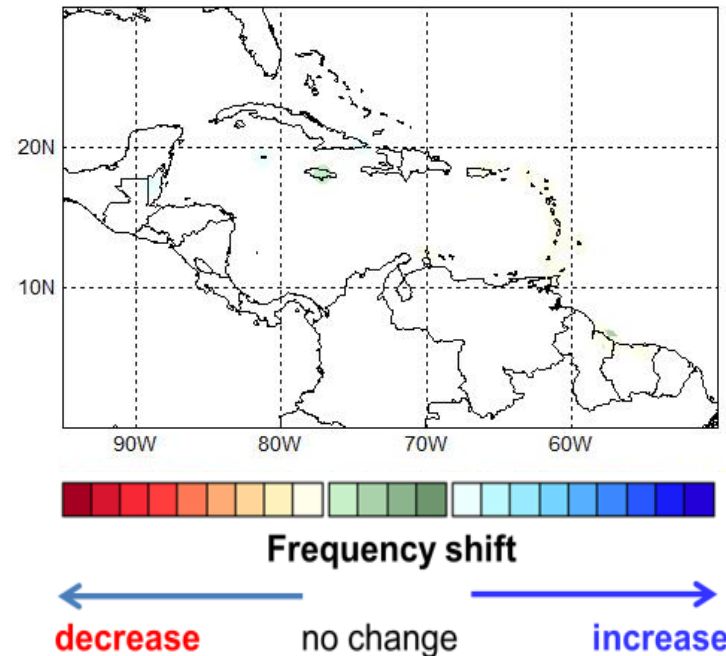 20N
10N
90W 80W 70W 60W
Frequency shift
decrease no change increase